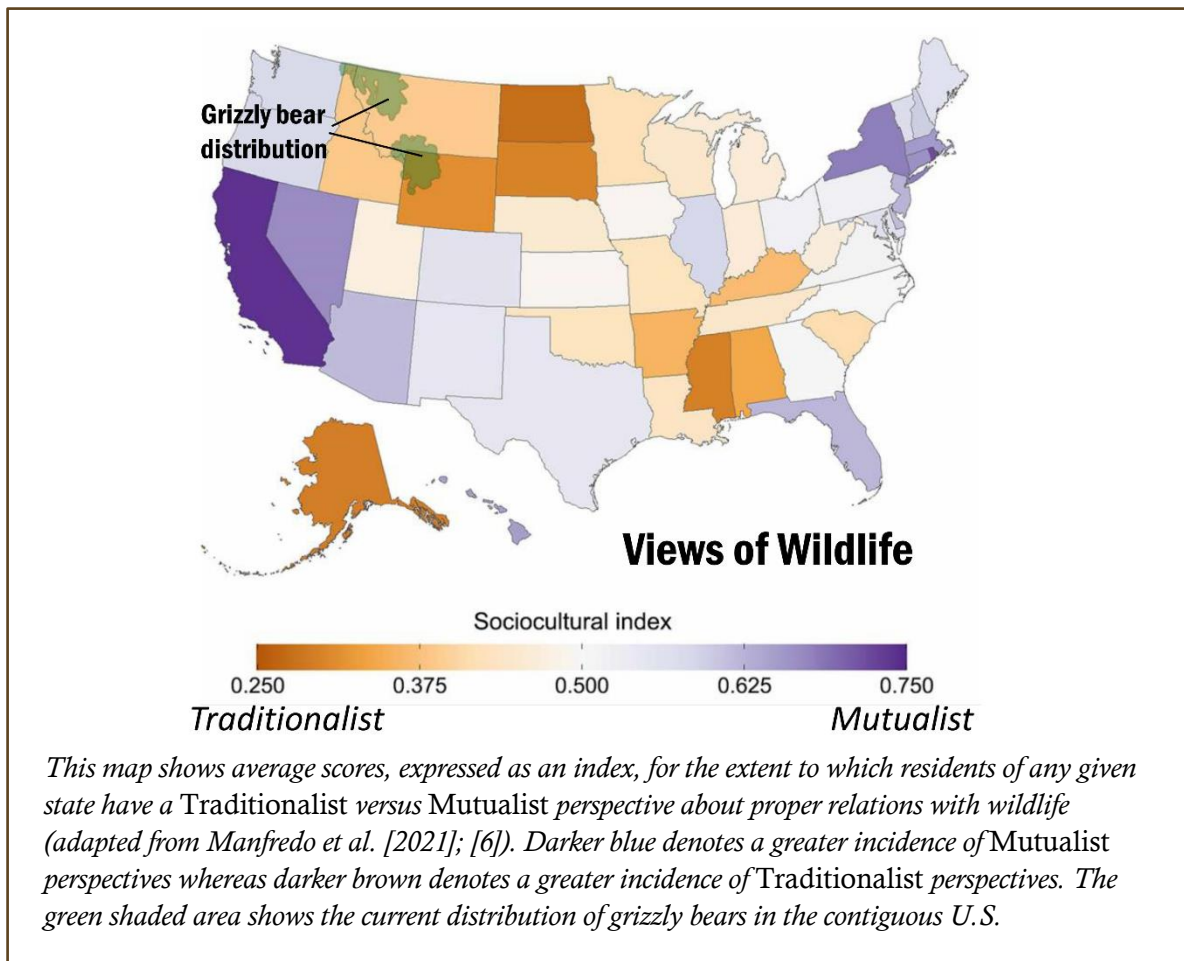 Grizzly bear
distribution
Views of Wildlife
Sociocultural index
0.250 0.375 0.500 0.625 0.750
Traditionalist Mutualist
This map shows average scores, expressed as an index, for the extent to which residents of any given
state have a Traditionalist versus Mutualist perspective about proper relations with wildlife
(adapted from Manfredo et al. [2021]; [6]). Darker blue denotes a greater incidence of Mutualist
perspectives whereas darker brown denotes a greater incidence of Traditionalist perspectives. The
green shaded area shows the current distribution of grizzly bears in the contiguous U.S.